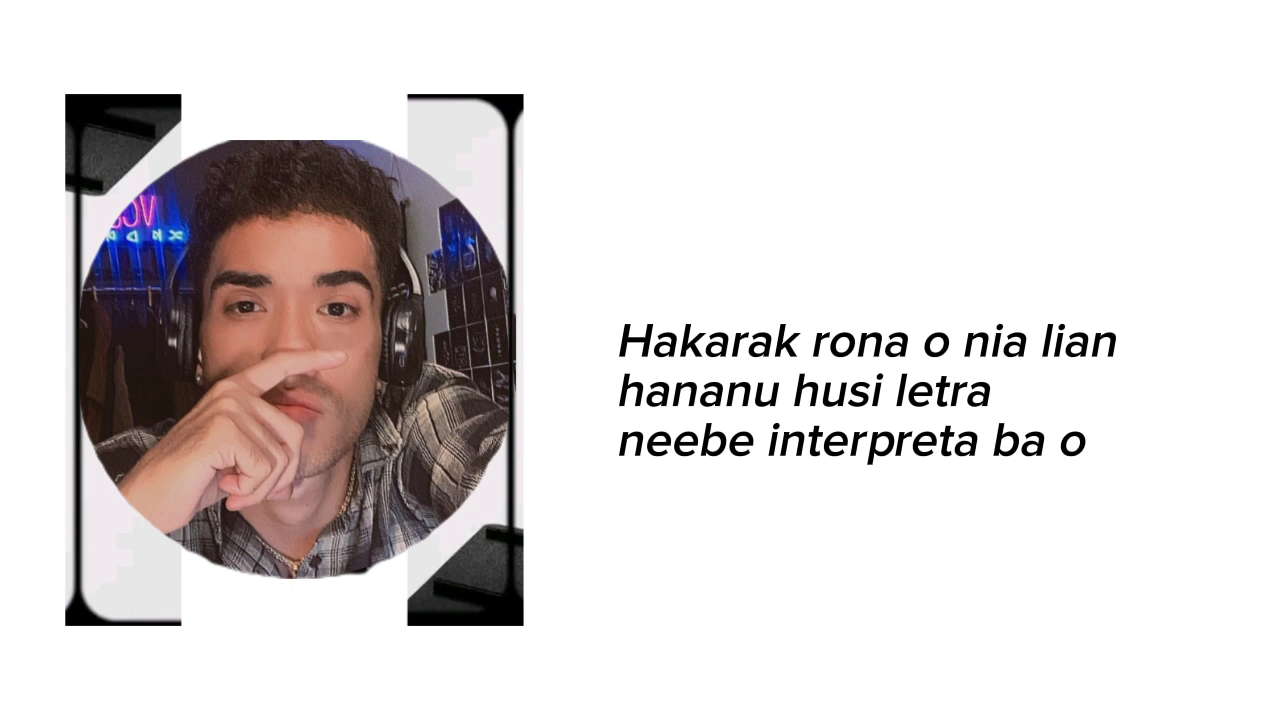 Hakarak rona o nia lian
hananu husi letra
neebe interpreta ba o